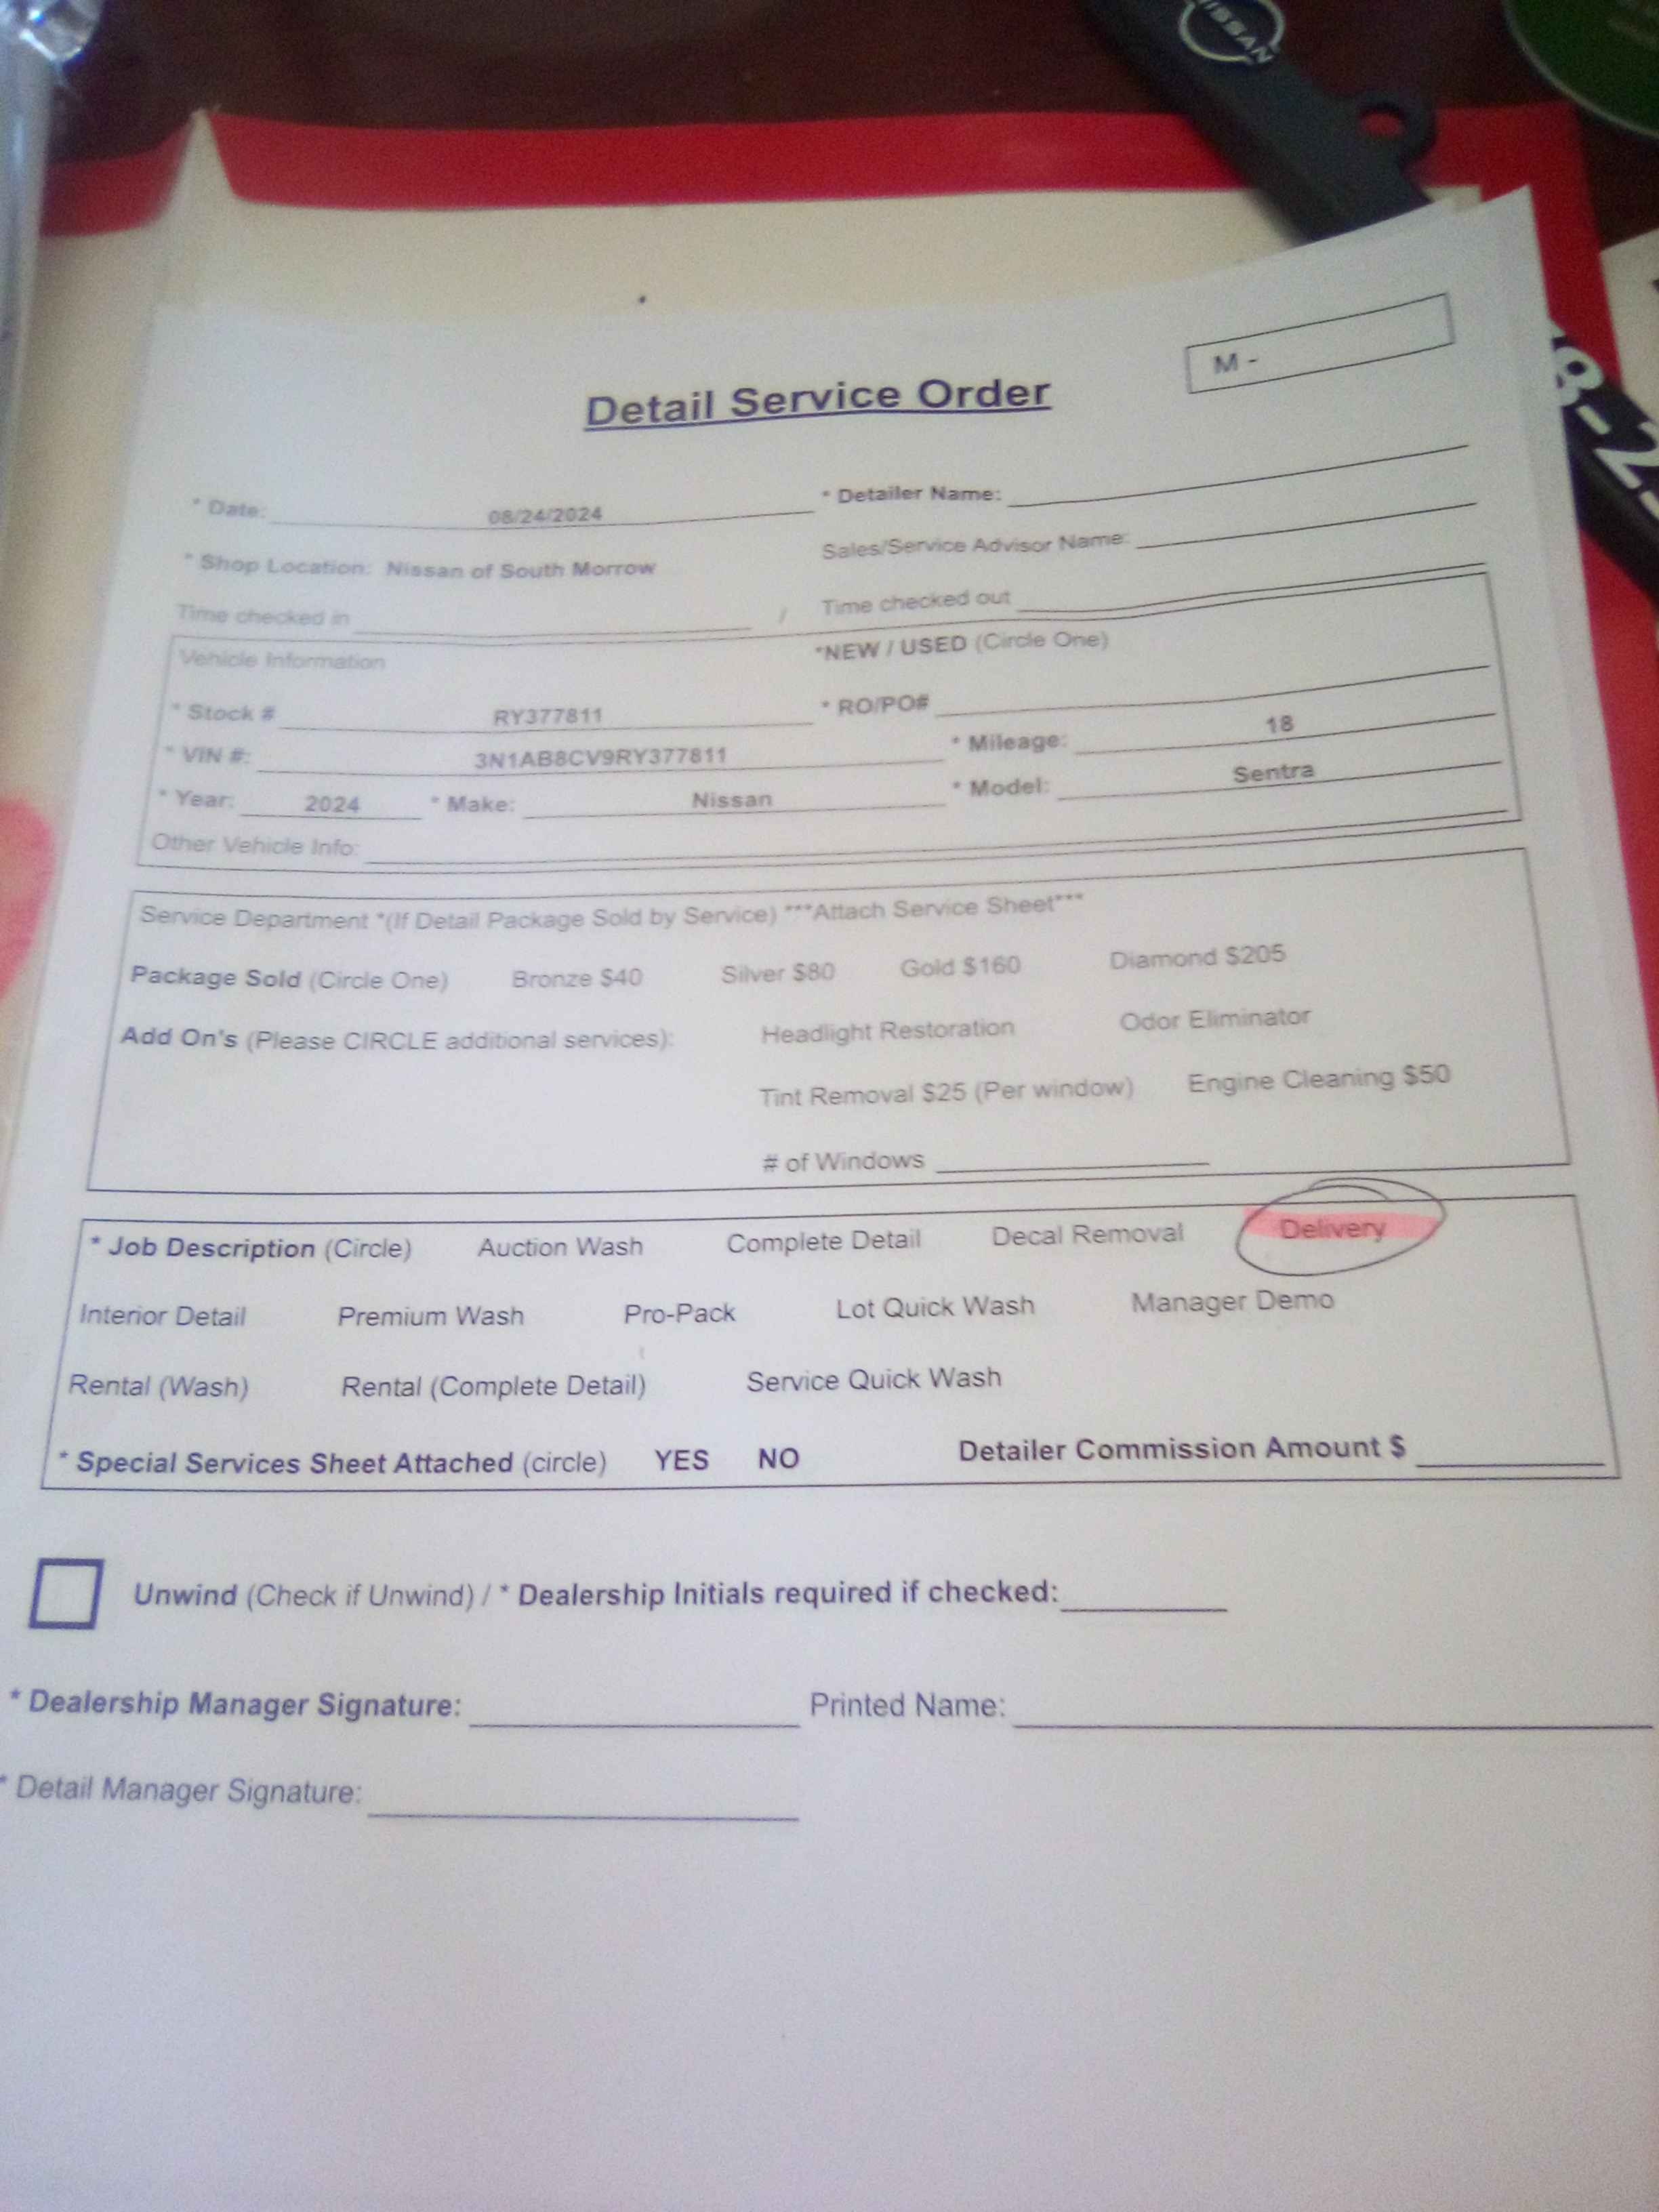 NISSAN
M -
Detail Service Order
* Date: 08/24/2024 * Detailer Name:
* Shop Location: Nissan of South Morrow Sales/Service Advisor Name:
Time checked in / Time checked out
Vehicle Information *NEW / USED (Circle One)
* Stock # RY377811 * RO/PO#
* VIN #: 3N1AB8CV9RY377811 * Mileage: 18
* Year: 2024 * Make: Nissan * Model: Sentra
Other Vehicle Info:
Service Department *(If Detail Package Sold by Service) ***Attach Service Sheet***
Package Sold (Circle One) Bronze $40 Silver $80 Gold $160 Diamond $205
Add On's (Please CIRCLE additional services): Headlight Restoration Odor Eliminator
Tint Removal $25 (Per window) Engine Cleaning $50
# of Windows
* Job Description (Circle) Auction Wash Complete Detail Decal Removal Delivery
Interior Detail Premium Wash Pro-Pack Lot Quick Wash Manager Demo
Rental (Wash) Rental (Complete Detail) Service Quick Wash
* Special Services Sheet Attached (circle) YES NO Detailer Commission Amount $
Unwind (Check if Unwind) / * Dealership Initials required if checked:
* Dealership Manager Signature: Printed Name:
* Detail Manager Signature: